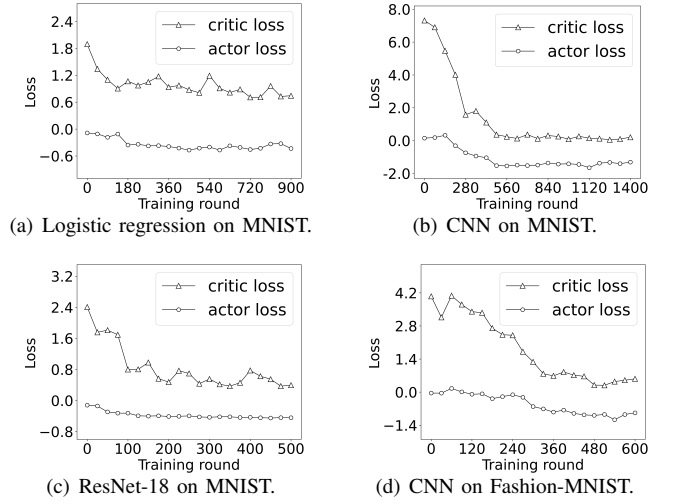 2.4
1.8
1.2
0.6
0.0
−0.6
Loss
critic loss
actor loss
0 180 360 540 720 900
Training round
(a) Logistic regression on MNIST.
8.0
6.0
4.0
2.0
0.0
-2.0
Loss
critic loss
actor loss
0 280 560 840 1120 1400
Training round
(b) CNN on MNIST.
3.2
2.4
1.6
0.8
0.0
−0.8
Loss
critic loss
actor loss
0 100 200 300 400 500
Training round
(c) ResNet-18 on MNIST.
4.2
2.8
1.4
0.0
−1.4
Loss
critic loss
actor loss
0 120 240 360 480 600
Training round
(d) CNN on Fashion-MNIST.